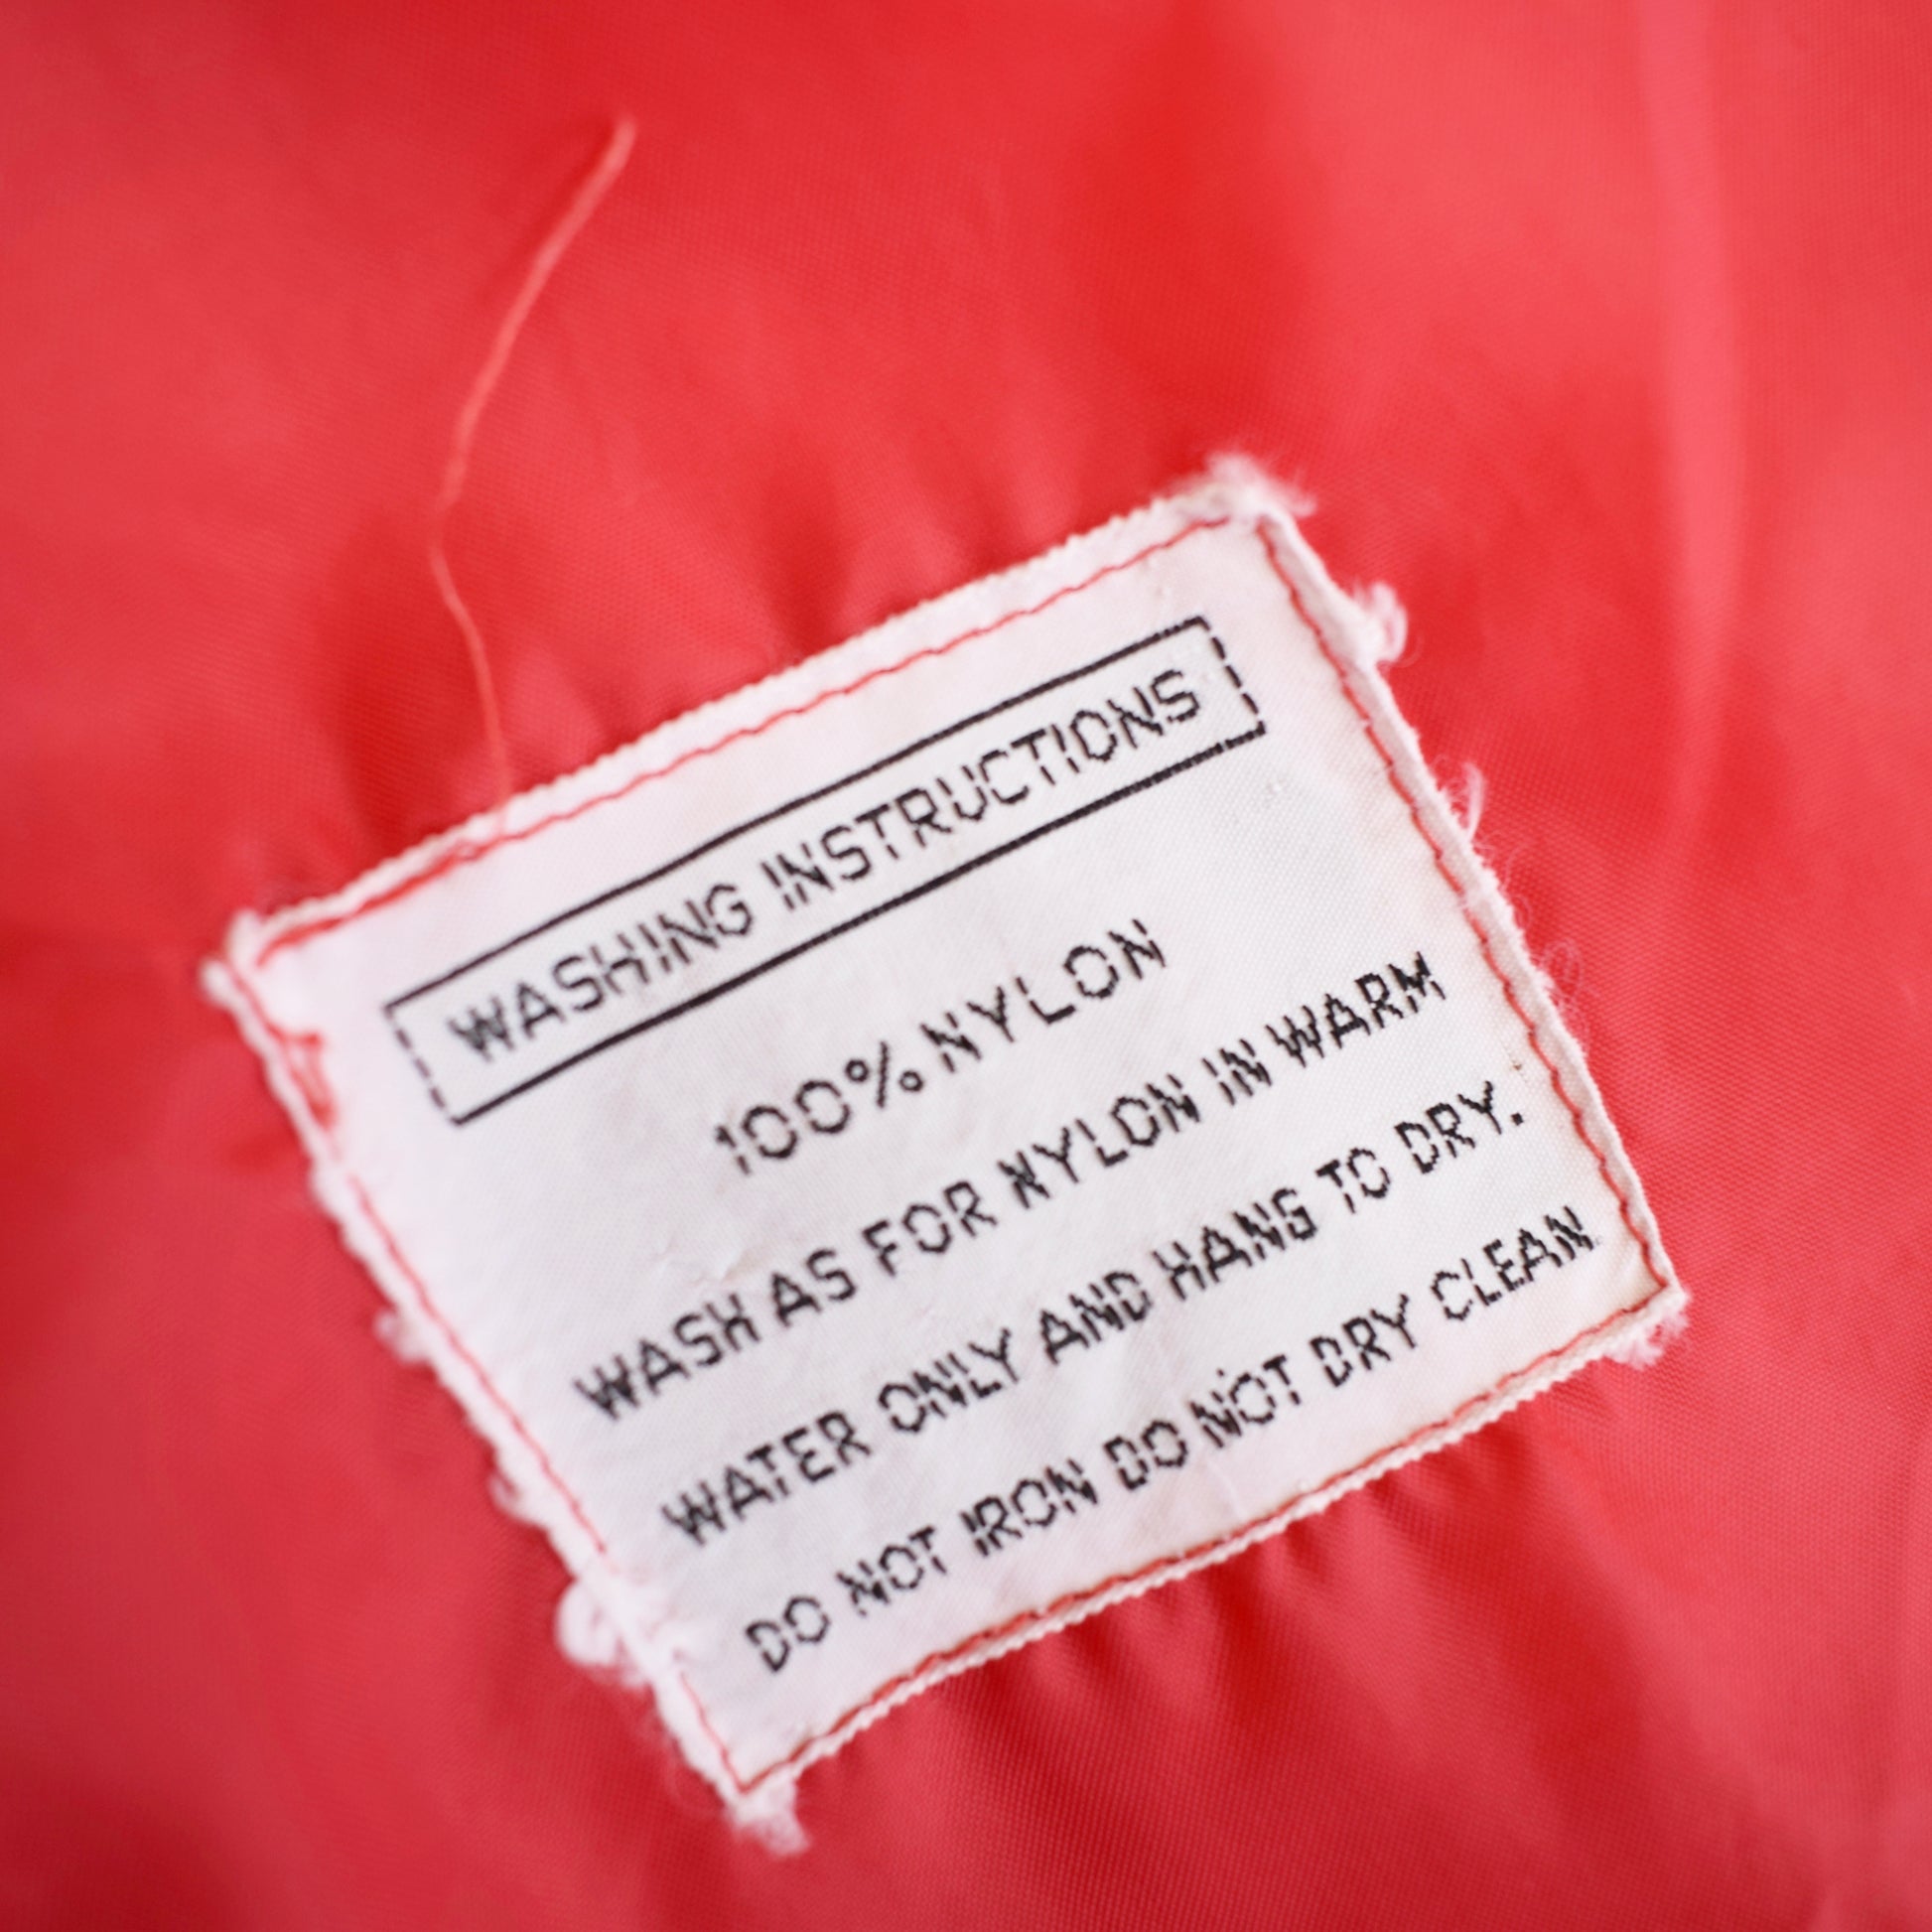 WASHING INSTRUCTIONS
100% NYLON
WASH AS FOR NYLON IN WARM
WATER ONLY AND HANG TO DRY.
DO NOT IRON DO NOT DRY CLEAN